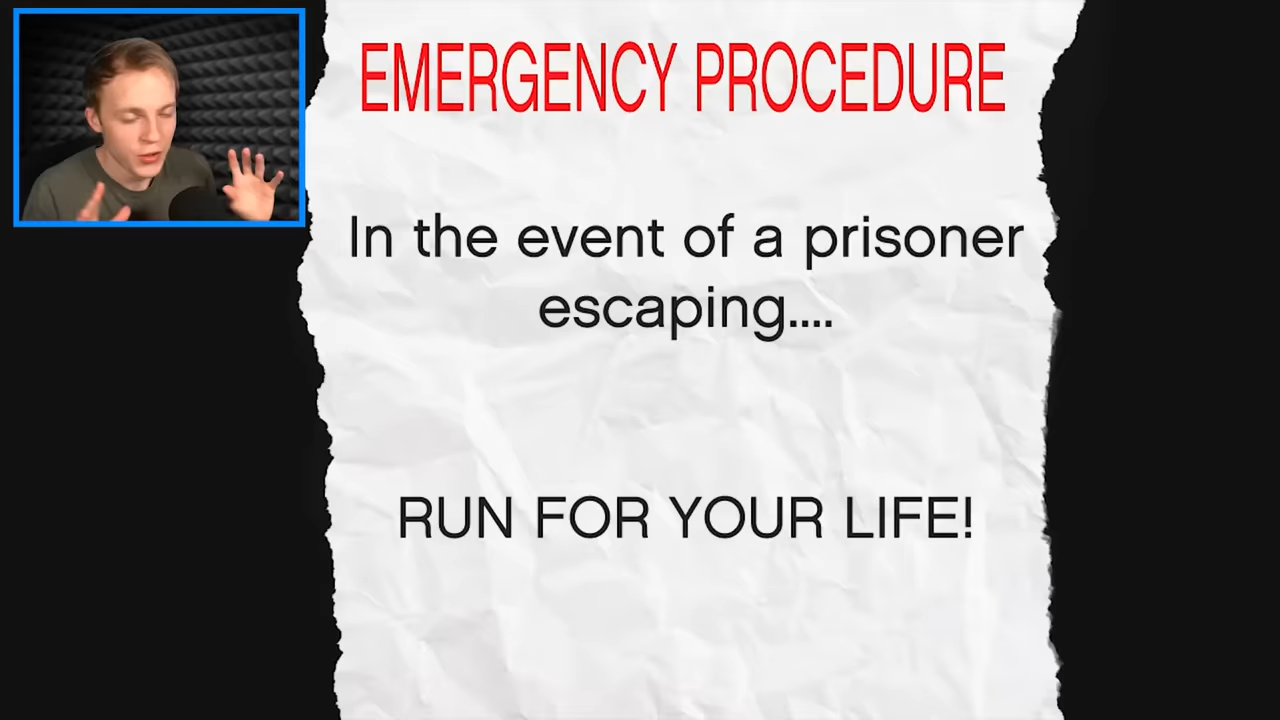 EMERGENCY PROCEDURE
In the event of a prisoner
escaping....
RUN FOR YOUR LIFE!